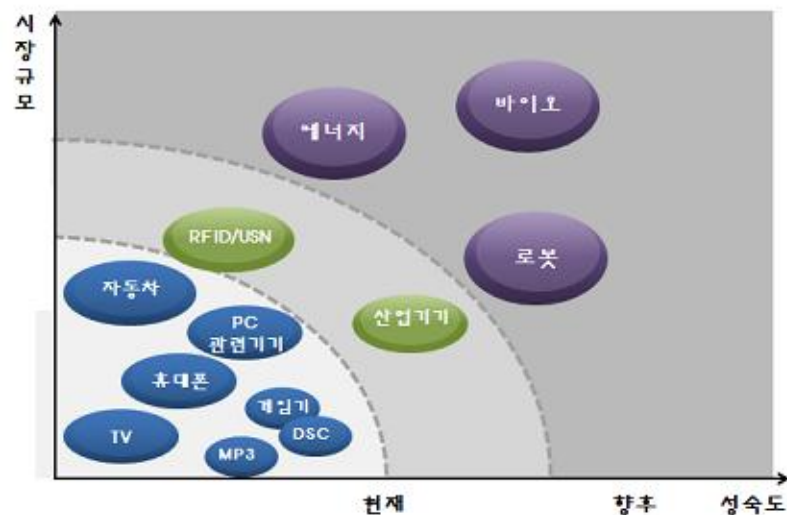 시장규모
에너지
바이오
RFID/USN
로봇
자동차
산업기기
PC
관련기기
휴대폰
게임기
DSC
TV
MP3
현재
향후
성숙도